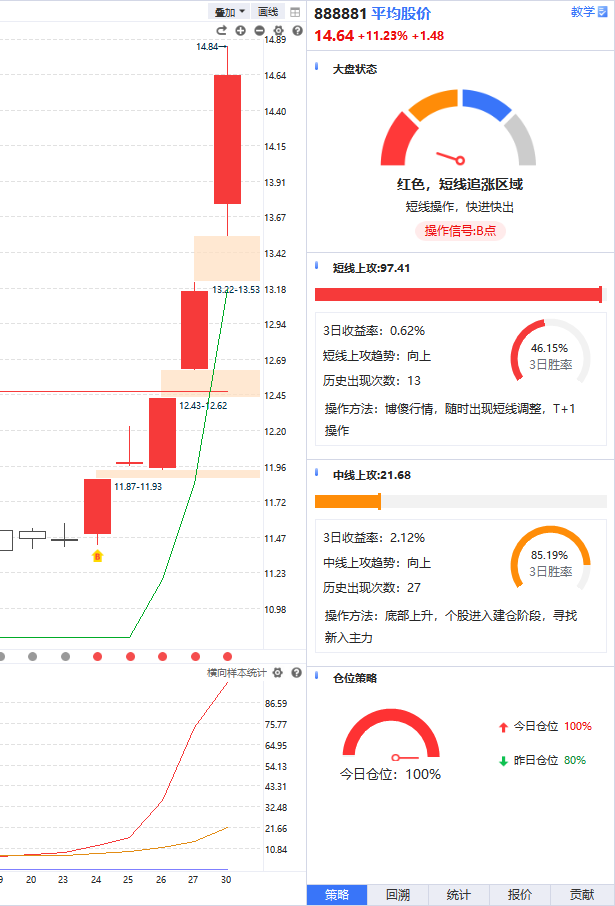 叠加 画线
14.89
14.84→
14.64
14.40
14.15
13.91
13.67
13.42
13.22-13.53
13.18
12.94
12.69
12.45
12.43-12.62
12.20
11.96
11.87-11.93
11.72
11.47
B
11.23
10.98
横向样本统计
86.59
75.77
64.95
54.13
43.31
32.48
21.66
10.84
9 20 23 24 25 26 27 30
888881 平均股价 教学
14.64 +11.23% +1.48
大盘状态
红色，短线追涨区域
短线操作，快进快出
操作信号:B点
短线上攻:97.41
3日收益率：0.62%
短线上攻趋势：向上
历史出现次数：13
46.15%
3日胜率
操作方法：博傻行情，随时出现短线调整，T+1
操作
中线上攻:21.68
3日收益率：2.12%
中线上攻趋势：向上
历史出现次数：27
85.19%
3日胜率
操作方法：底部上升，个股进入建仓阶段，寻找
新入主力
仓位策略
今日仓位：100%
今日仓位 100%
昨日仓位 80%
策略 回溯 统计 报价 贡献